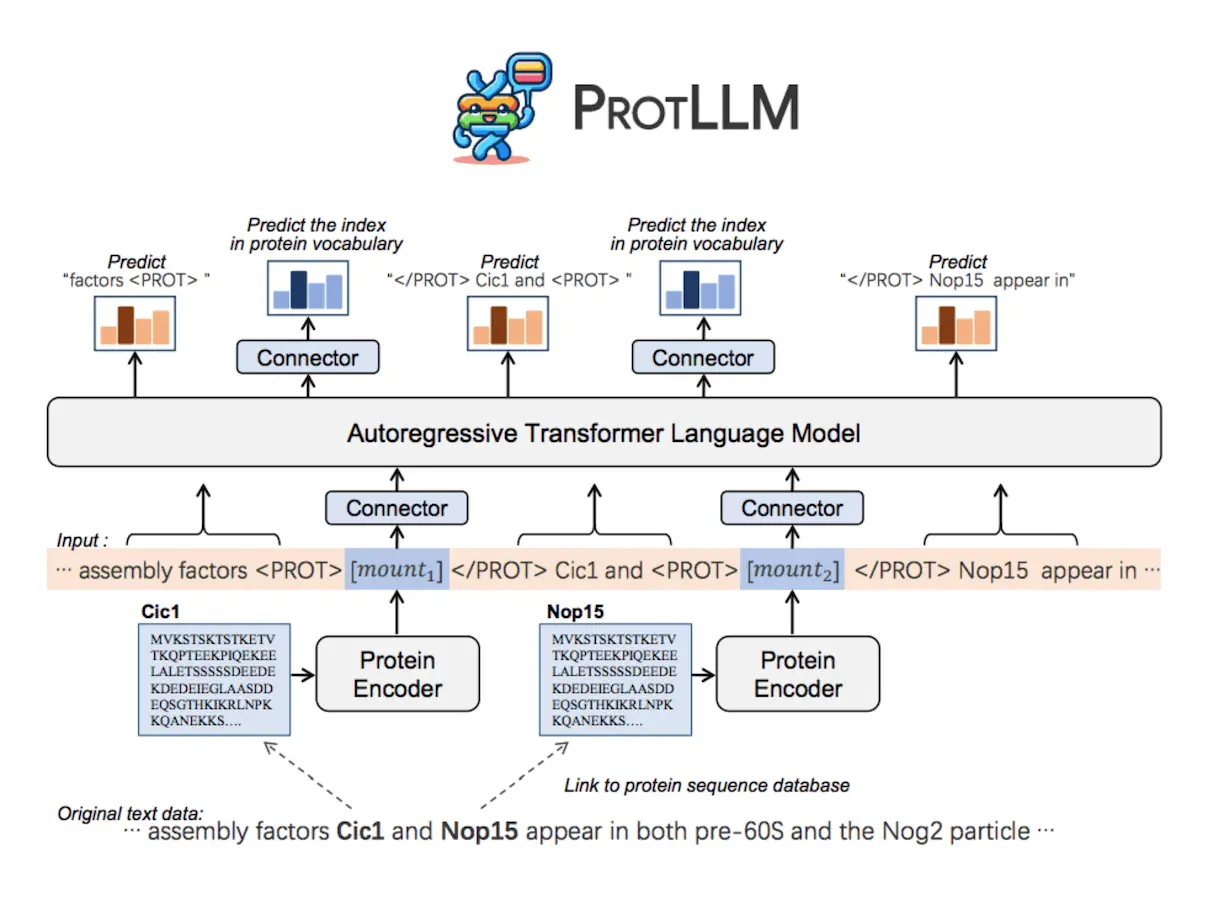 PROTLLM
Predict the index
in protein vocabulary
Predict the index
in protein vocabulary
Predict
"factors <PROT> "
Predict
"</PROT> Cic1 and <PROT> "
Predict
"</PROT> Nop15 appear in"
Connector
Connector
Autoregressive Transformer Language Model
Connector
Connector
Input :
··· assembly factors <PROT> [mount₁] </PROT> Cic1 and <PROT> [mount₂] </PROT> Nop15 appear in ···
Cic1
MVKSTSKTSTKETV
TKQPTEEKPIQEKEE
LALETSSSSSDEEDE
KDEDEIEGLAASDD
EQSGTHKIKRLNPK
KQANEKKS....
Protein
Encoder
Nop15
MVKSTSKTSTKETV
TKQPTEEKPIQEKEE
LALETSSSSSDEEDE
KDEDEIEGLAASDD
EQSGTHKIKRLNPK
KQANEKKS....
Protein
Encoder
Link to protein sequence database
Original text data:
··· assembly factors Cic1 and Nop15 appear in both pre-60S and the Nog2 particle ···